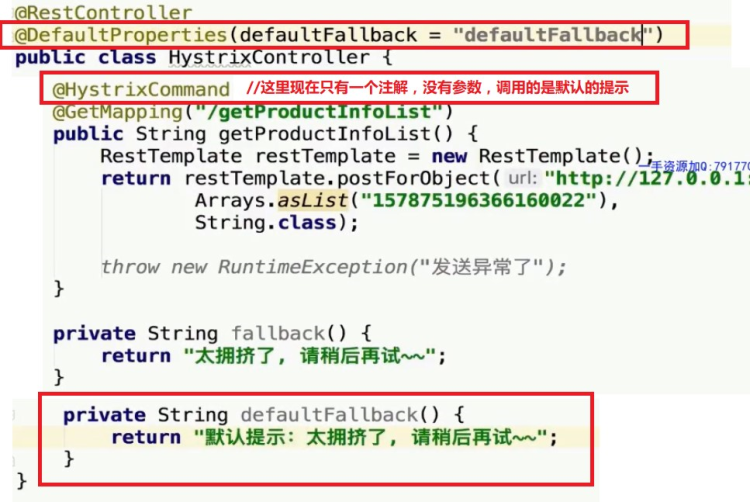 @RestController
@DefaultProperties(defaultFallback = "defaultFallback")
public class HystrixController {
@HystrixCommand //这里现在只有一个注解，没有参数，调用的是默认的提示
@GetMapping("/getProductInfoList")
public String getProductInfoList() {
RestTemplate restTemplate = new RestTemplate();
一手资源加Q:79177
return restTemplate.postForObject( url: "http://127.0.0.1:
Arrays.asList("157875196366160022"),
String.class);
throw new RuntimeException("发送异常了");
}
private String fallback() {
return "太拥挤了, 请稍后再试~~";
}
private String defaultFallback() {
return "默认提示: 太拥挤了, 请稍后再试~~";
}
}